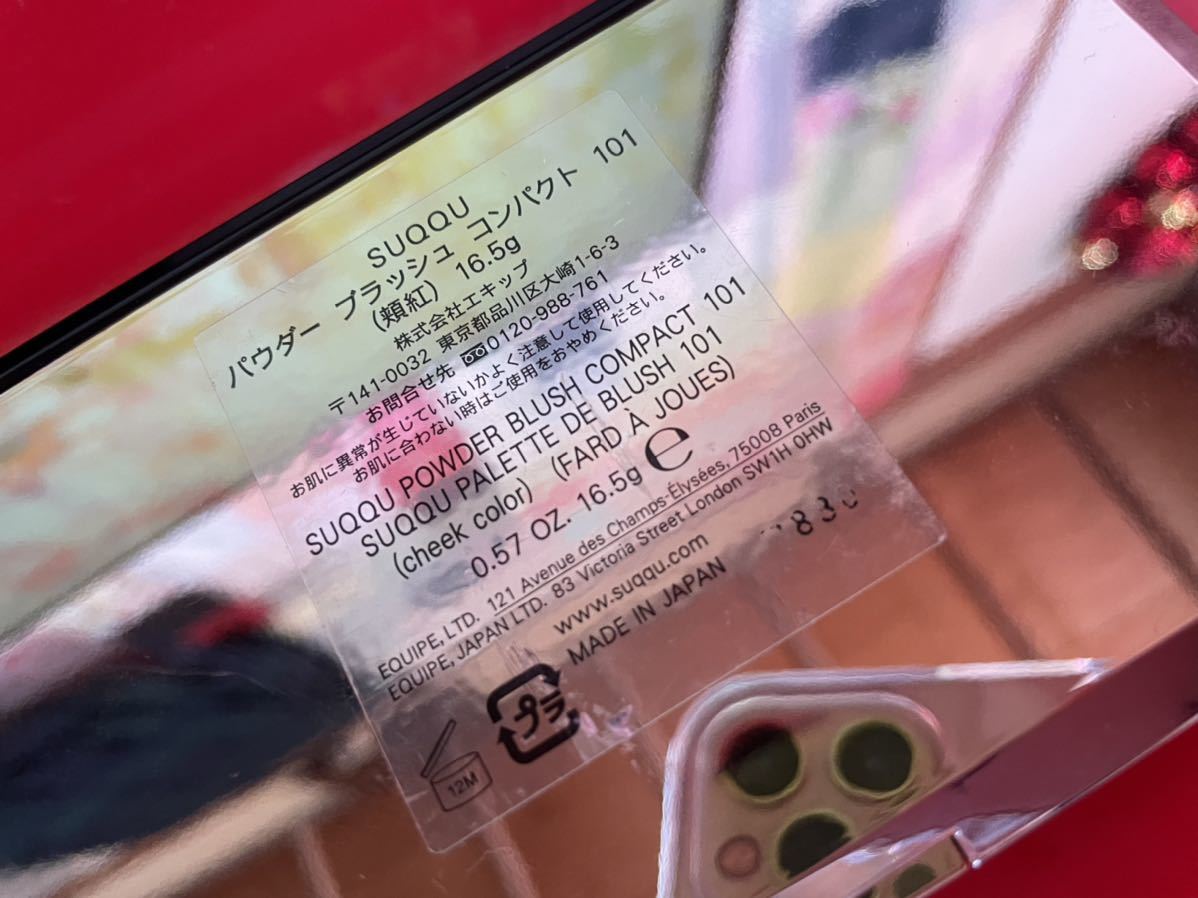 SUQQU
パウダー ブラッシュ コンパクト 101
(頬紅) 16.5g
株式会社エキップ
〒141-0032 東京都品川区大崎1-6-3
お問合せ先 0120-988-761
お肌に異常が生じていないかよく注意して使用してください。
お肌に合わない時はご使用をおやめください。
SUQQU POWDER BLUSH COMPACT 101
SUQQU PALETTE DE BLUSH 101
(cheek color) (FARD À JOUES)
0.57 OZ. 16.5g ℮
EQUIPE, LTD. 121 Avenue des Champs-Élysées, 75008 Paris
EQUIPE, JAPAN LTD. 83 Victoria Street London SW1H 0HW
www.suqqu.com
MADE IN JAPAN
プラ
12M